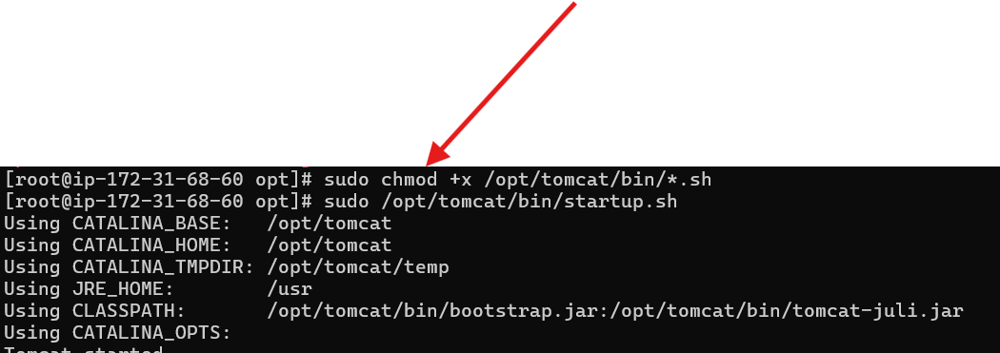 [root@ip-172-31-68-60 opt]# sudo chmod +x /opt/tomcat/bin/*.sh
[root@ip-172-31-68-60 opt]# sudo /opt/tomcat/bin/startup.sh
Using CATALINA_BASE:   /opt/tomcat
Using CATALINA_HOME:   /opt/tomcat
Using CATALINA_TMPDIR: /opt/tomcat/temp
Using JRE_HOME:        /usr
Using CLASSPATH:       /opt/tomcat/bin/bootstrap.jar:/opt/tomcat/bin/tomcat-juli.jar
Using CATALINA_OPTS:
Tomcat started